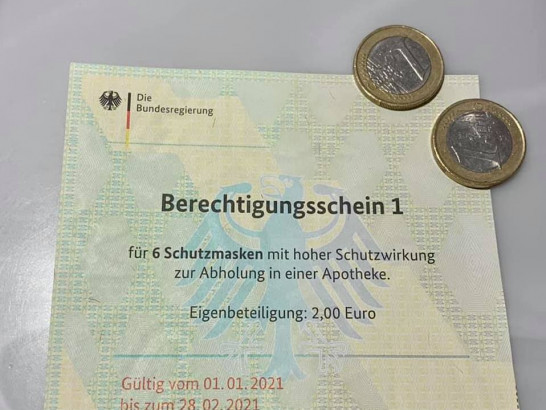 Die
Bundesregierung
Berechtigungsschein 1
für 6 Schutzmasken mit hoher Schutzwirkung
zur Abholung in einer Apotheke.
Eigenbeteiligung: 2,00 Euro
Gültig vom 01.01.2021
bis zum 28.02.2021
1